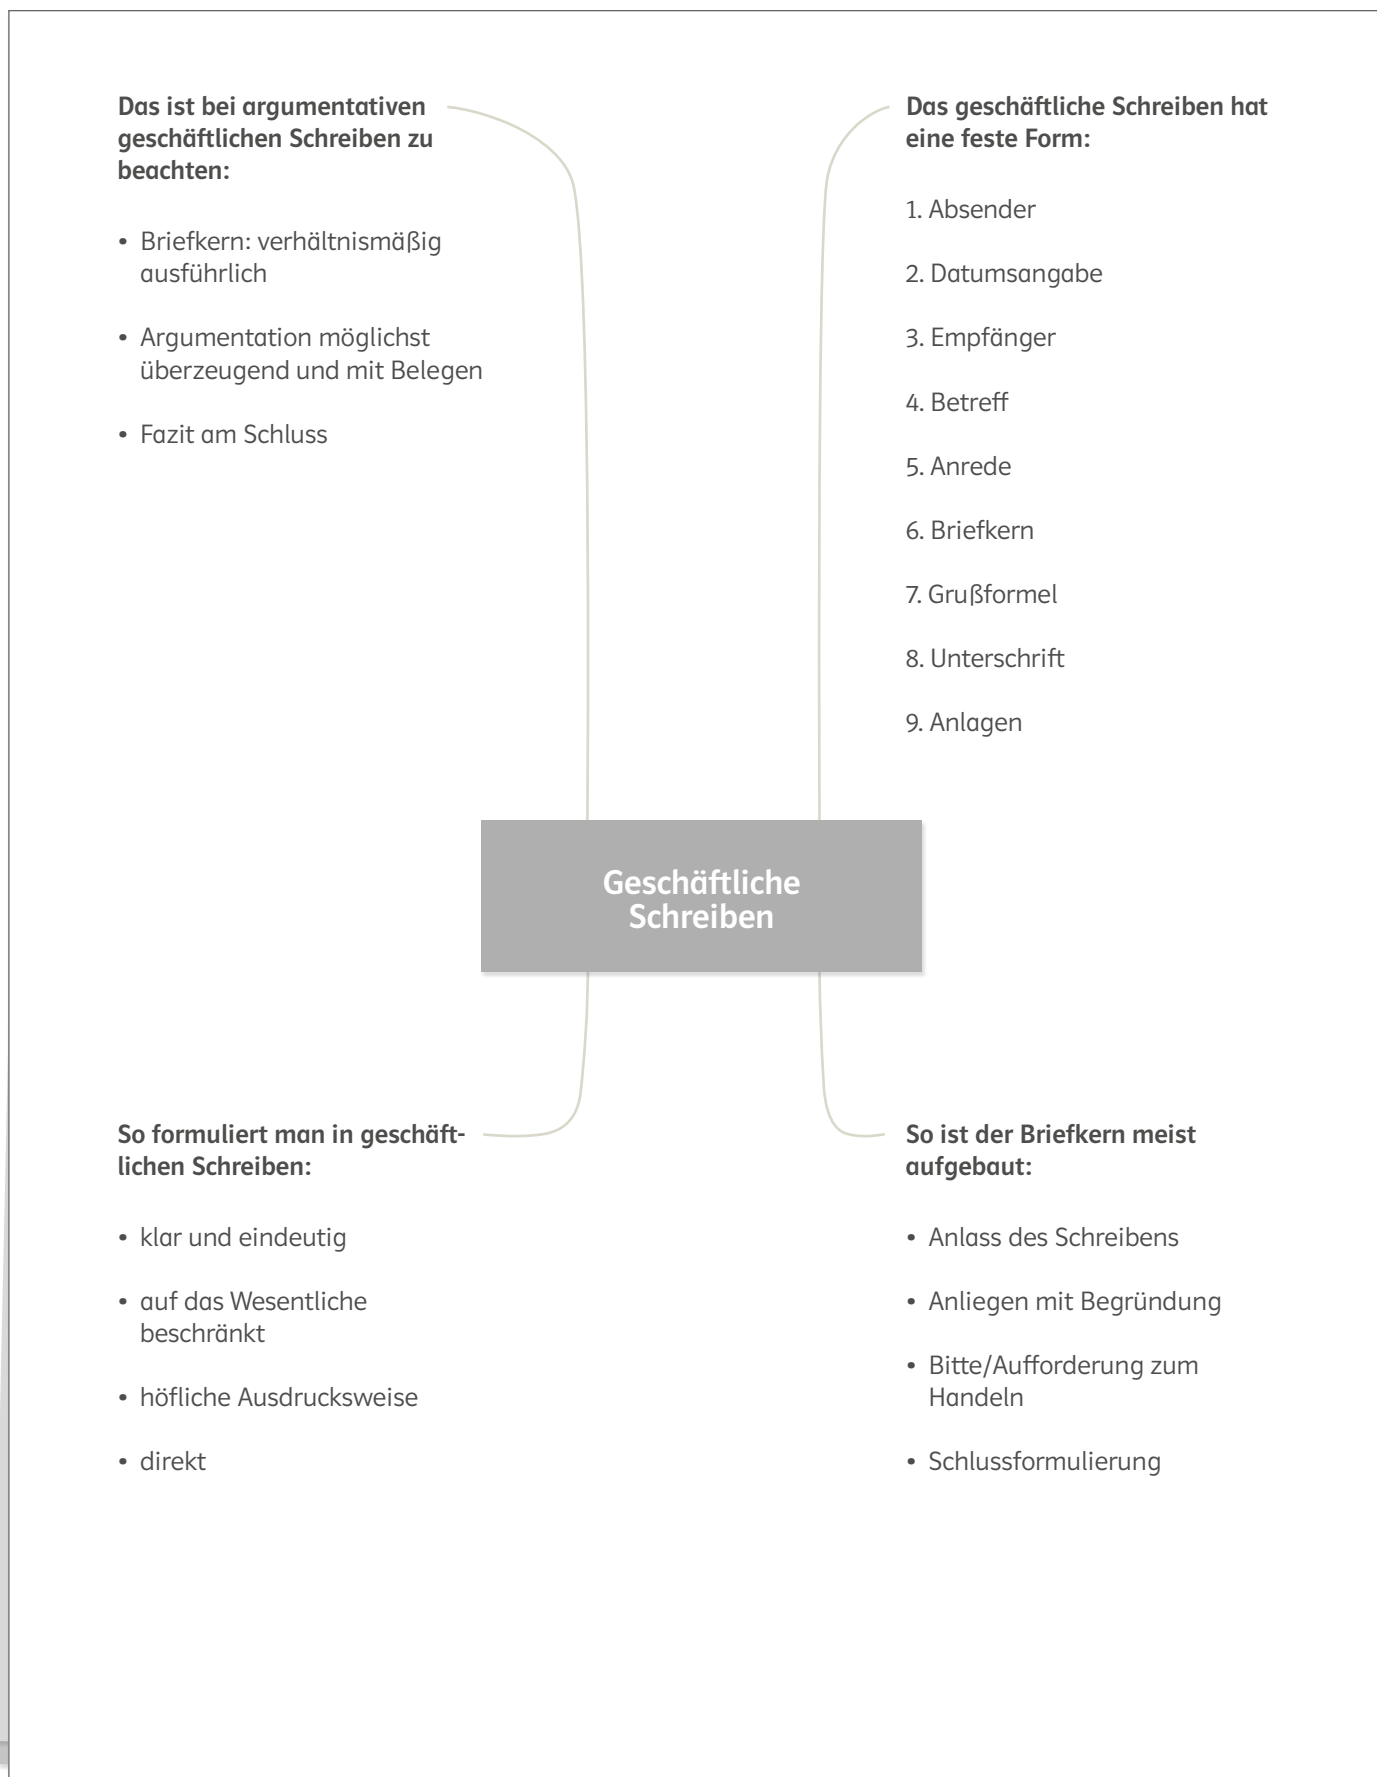 Das ist bei argumentativen
geschäftlichen Schreiben zu
beachten:
• Briefkern: verhältnismäßig
ausführlich
• Argumentation möglichst
überzeugend und mit Belegen
• Fazit am Schluss
Das geschäftliche Schreiben hat
eine feste Form:
1. Absender
2. Datumsangabe
3. Empfänger
4. Betreff
5. Anrede
6. Briefkern
7. Grußformel
8. Unterschrift
9. Anlagen
Geschäftliche
Schreiben
So formuliert man in geschäft-
lichen Schreiben:
• klar und eindeutig
• auf das Wesentliche
beschränkt
• höfliche Ausdrucksweise
• direkt
So ist der Briefkern meist
aufgebaut:
• Anlass des Schreibens
• Anliegen mit Begründung
• Bitte/Aufforderung zum
Handeln
• Schlussformulierung